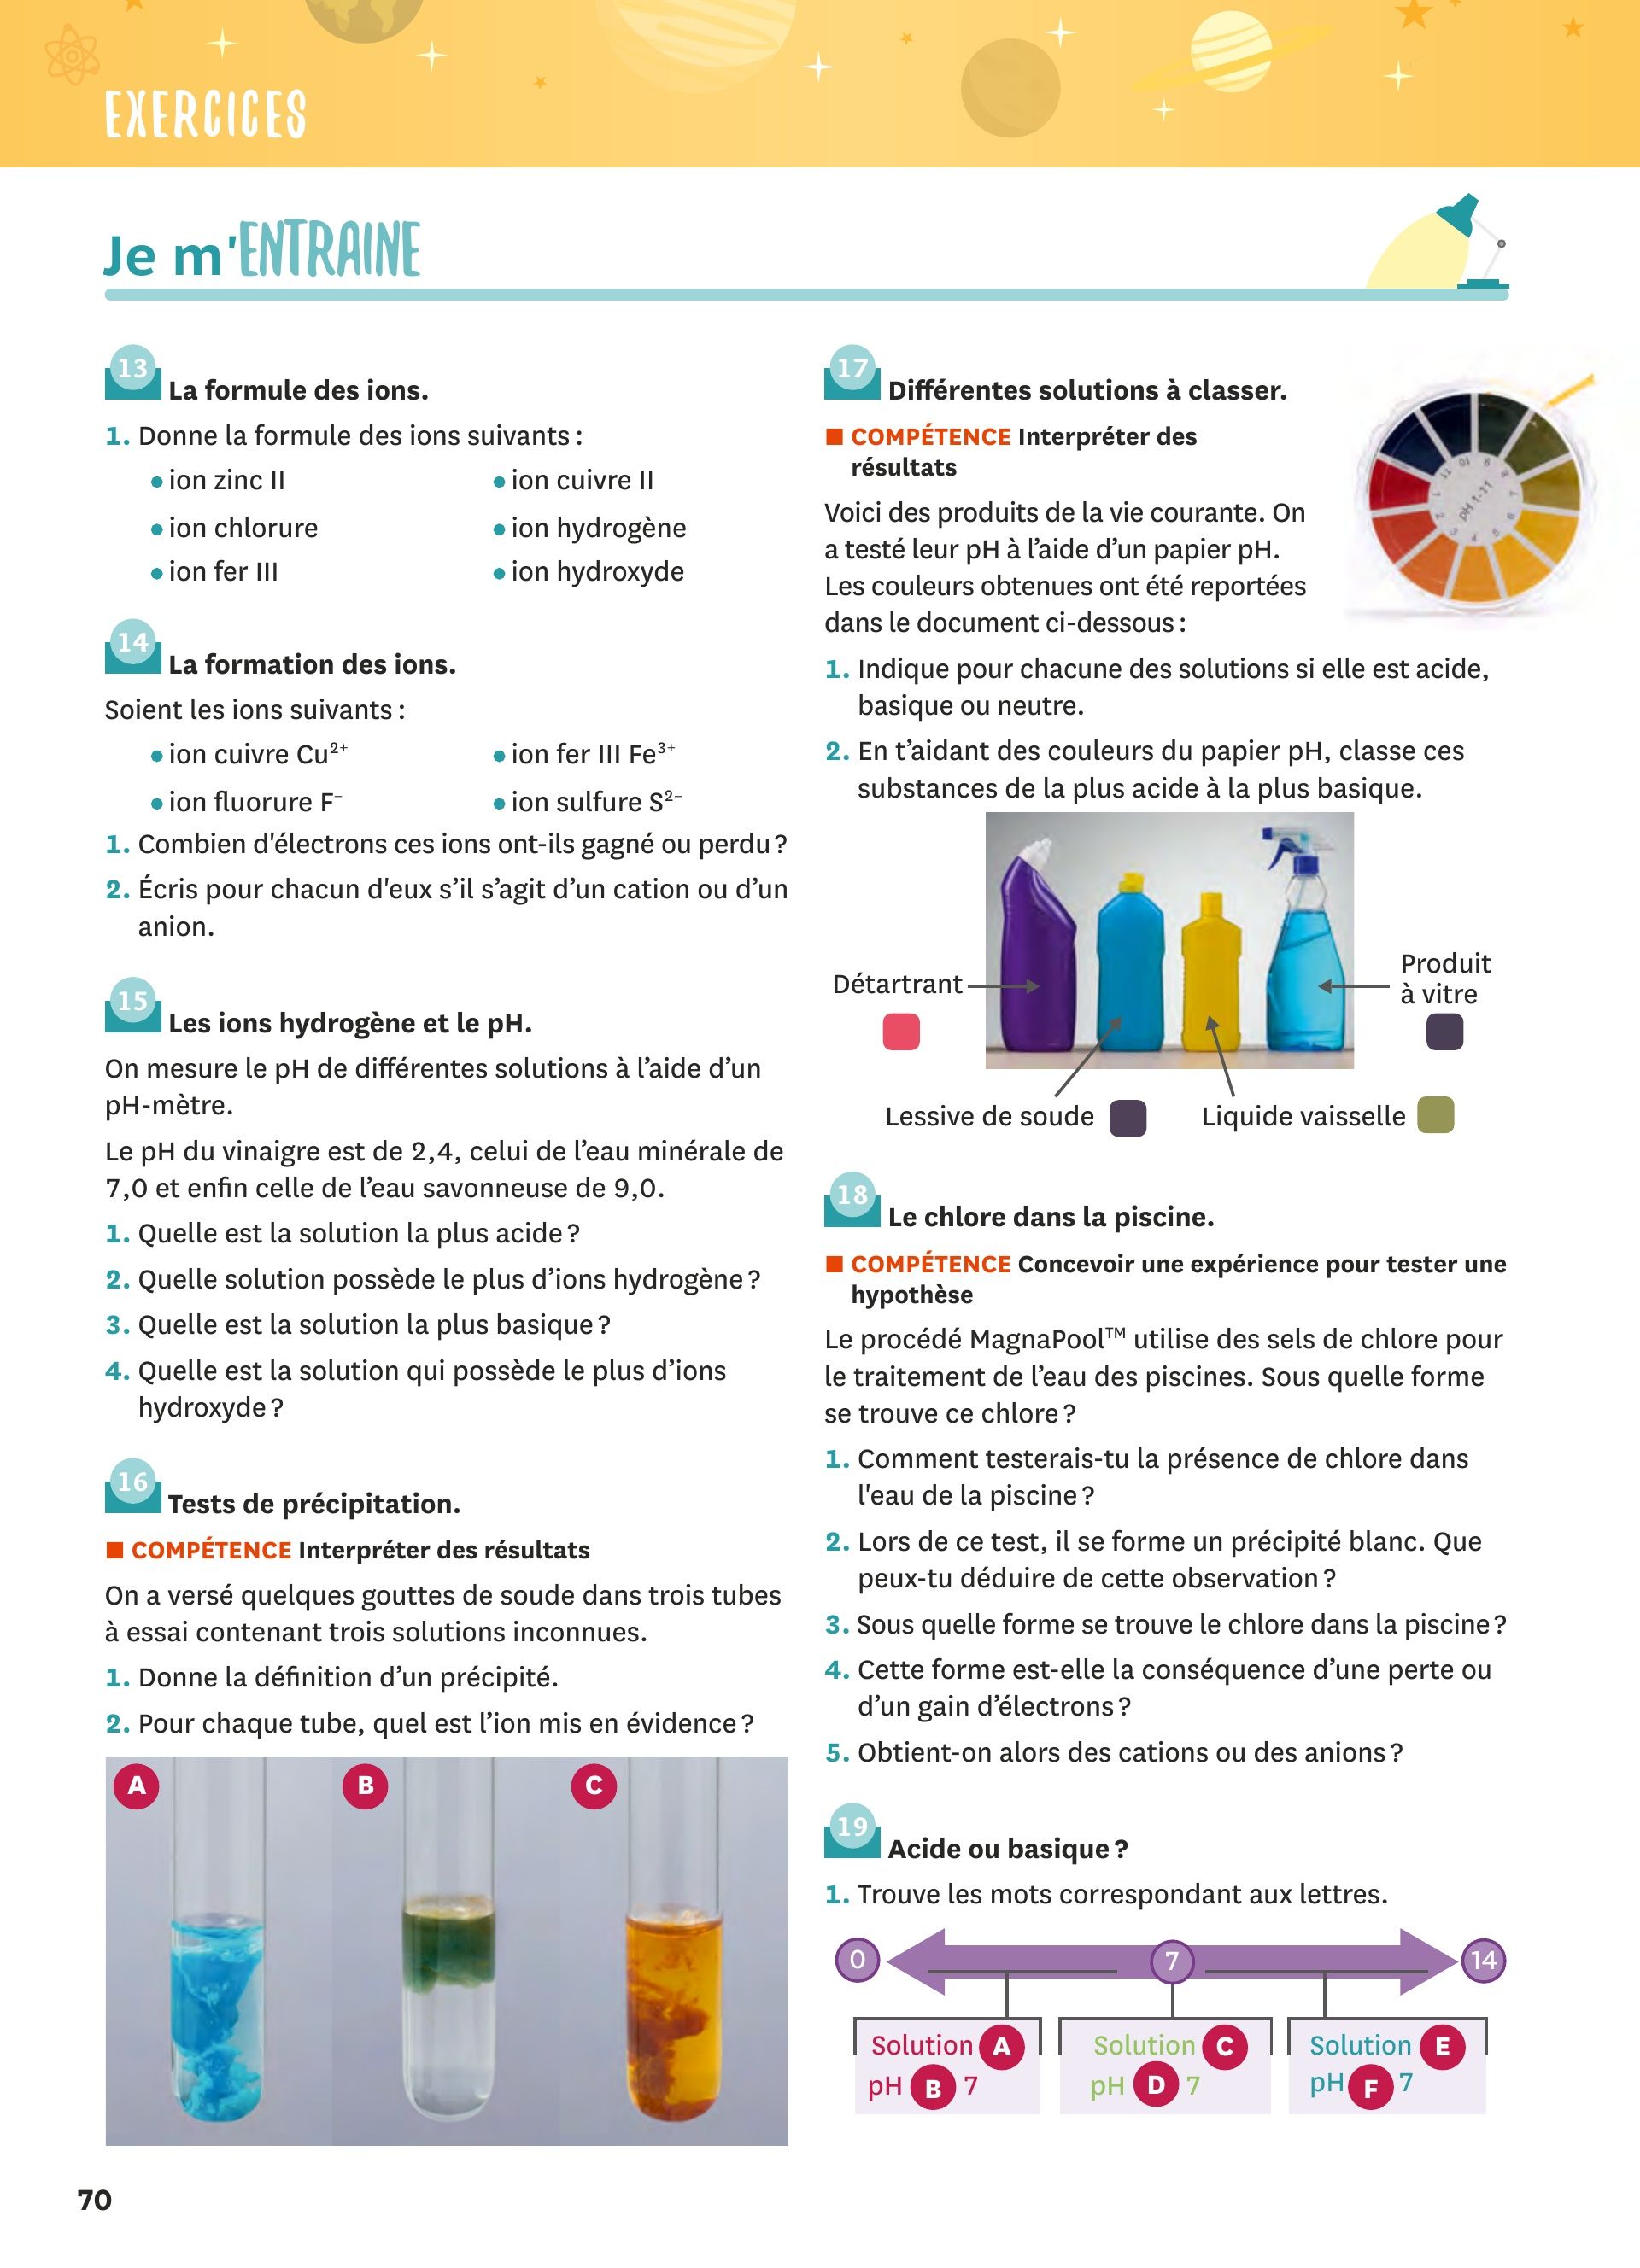 EXERCICES
Je m'ENTRAINE
13 La formule des ions.
1. Donne la formule des ions suivants :
• ion zinc II • ion cuivre II
• ion chlorure • ion hydrogène
• ion fer III • ion hydroxyde
14 La formation des ions.
Soient les ions suivants :
• ion cuivre Cu²⁺ • ion fer III Fe³⁺
• ion fluorure F⁻ • ion sulfure S²⁻
1. Combien d'électrons ces ions ont-ils gagné ou perdu ?
2. Écris pour chacun d'eux s’il s’agit d’un cation ou d’un
anion.
15 Les ions hydrogène et le pH.
On mesure le pH de différentes solutions à l’aide d’un
pH-mètre.
Le pH du vinaigre est de 2,4, celui de l’eau minérale de
7,0 et enfin celle de l’eau savonneuse de 9,0.
1. Quelle est la solution la plus acide ?
2. Quelle solution possède le plus d’ions hydrogène ?
3. Quelle est la solution la plus basique ?
4. Quelle est la solution qui possède le plus d’ions
hydroxyde ?
16 Tests de précipitation.
■ COMPÉTENCE Interpréter des résultats
On a versé quelques gouttes de soude dans trois tubes
à essai contenant trois solutions inconnues.
1. Donne la définition d’un précipité.
2. Pour chaque tube, quel est l’ion mis en évidence ?
A B C
17 Différentes solutions à classer.
■ COMPÉTENCE Interpréter des
résultats
Voici des produits de la vie courante. On
a testé leur pH à l’aide d’un papier pH.
Les couleurs obtenues ont été reportées
dans le document ci-dessous :
pH 1-11
1. Indique pour chacune des solutions si elle est acide,
basique ou neutre.
2. En t’aidant des couleurs du papier pH, classe ces
substances de la plus acide à la plus basique.
Détartrant
Produit
à vitre
Lessive de soude
Liquide vaisselle
18 Le chlore dans la piscine.
■ COMPÉTENCE Concevoir une expérience pour tester une
hypothèse
Le procédé MagnaPool™ utilise des sels de chlore pour
le traitement de l’eau des piscines. Sous quelle forme
se trouve ce chlore ?
1. Comment testerais-tu la présence de chlore dans
l'eau de la piscine ?
2. Lors de ce test, il se forme un précipité blanc. Que
peux-tu déduire de cette observation ?
3. Sous quelle forme se trouve le chlore dans la piscine ?
4. Cette forme est-elle la conséquence d’une perte ou
d’un gain d’électrons ?
5. Obtient-on alors des cations ou des anions ?
19 Acide ou basique ?
1. Trouve les mots correspondant aux lettres.
0 7 14
Solution A
pH B 7
Solution C
pH D 7
Solution E
pH F 7
70